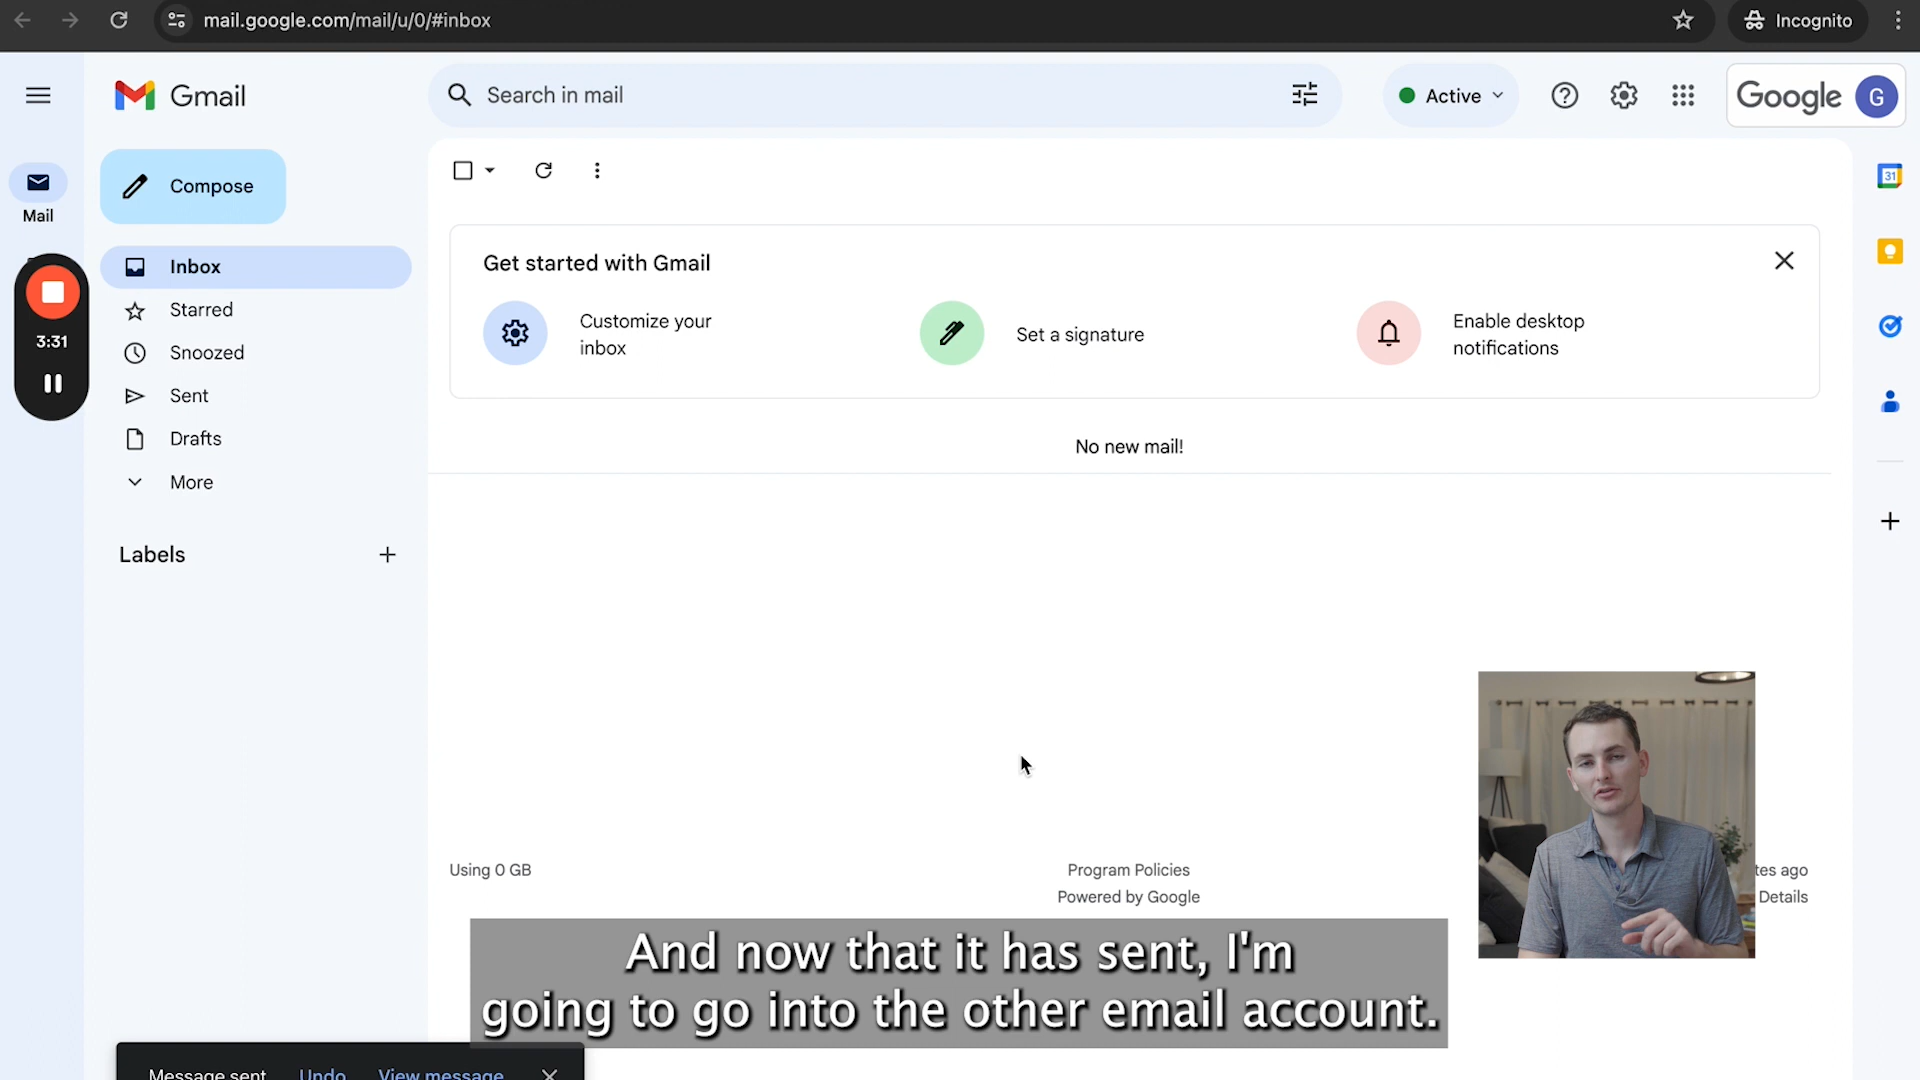 mail.google.com/mail/u/0/#inbox
Incognito
Gmail
Search in mail
Active
Google
G
Compose
Mail
31
Inbox
Get started with Gmail
Starred
Customize your
inbox
Set a signature
Enable desktop
notifications
3:31
Snoozed
Sent
Drafts
No new mail!
More
Labels
Using 0 GB
Program Policies
Powered by Google
tes ago
Details
And now that it has sent, I'm
going to go into the other email account.
Message sent
Undo
View message